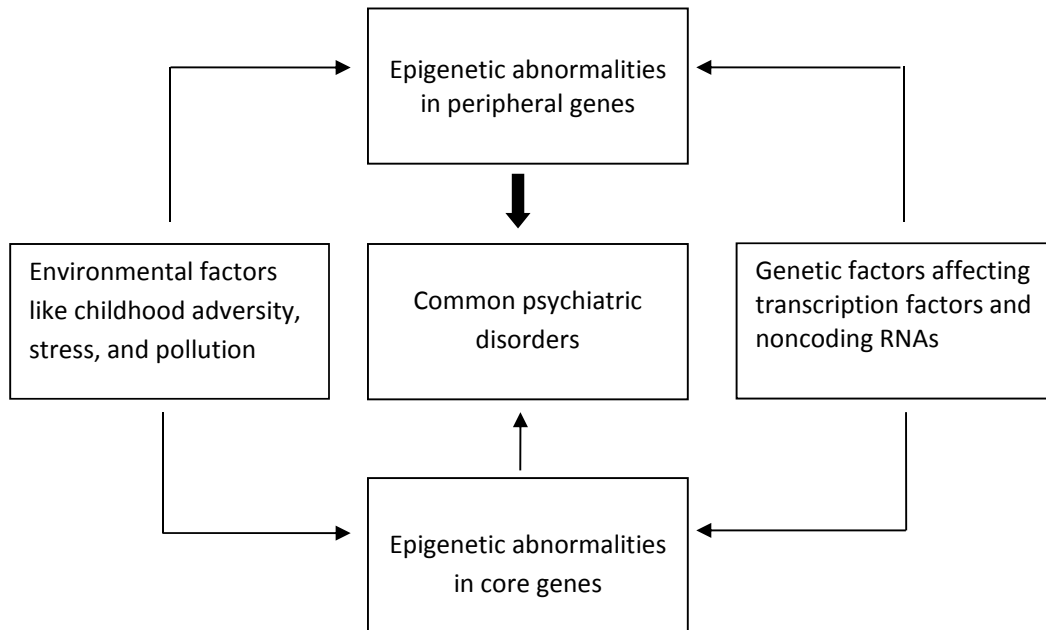 Epigenetic abnormalities
in peripheral genes
Environmental factors
like childhood adversity,
stress, and pollution
Common psychiatric
disorders
Genetic factors affecting
transcription factors and
noncoding RNAs
Epigenetic abnormalities
in core genes